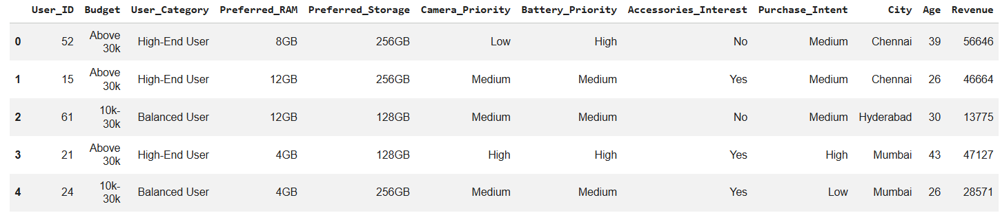 User_ID Budget User_Category Preferred_RAM Preferred_Storage Camera_Priority Battery_Priority Accessories_Interest Purchase_Intent City Age Revenue
0 52 Above 30k High-End User 8GB 256GB Low High No Medium Chennai 39 56646
1 15 Above 30k High-End User 12GB 256GB Medium Medium Yes Medium Chennai 26 46664
2 61 10k-30k Balanced User 12GB 128GB Medium Medium No Medium Hyderabad 30 13775
3 21 Above 30k High-End User 4GB 128GB High High Yes High Mumbai 43 47127
4 24 10k-30k Balanced User 4GB 256GB Medium Medium Yes Low Mumbai 26 28571